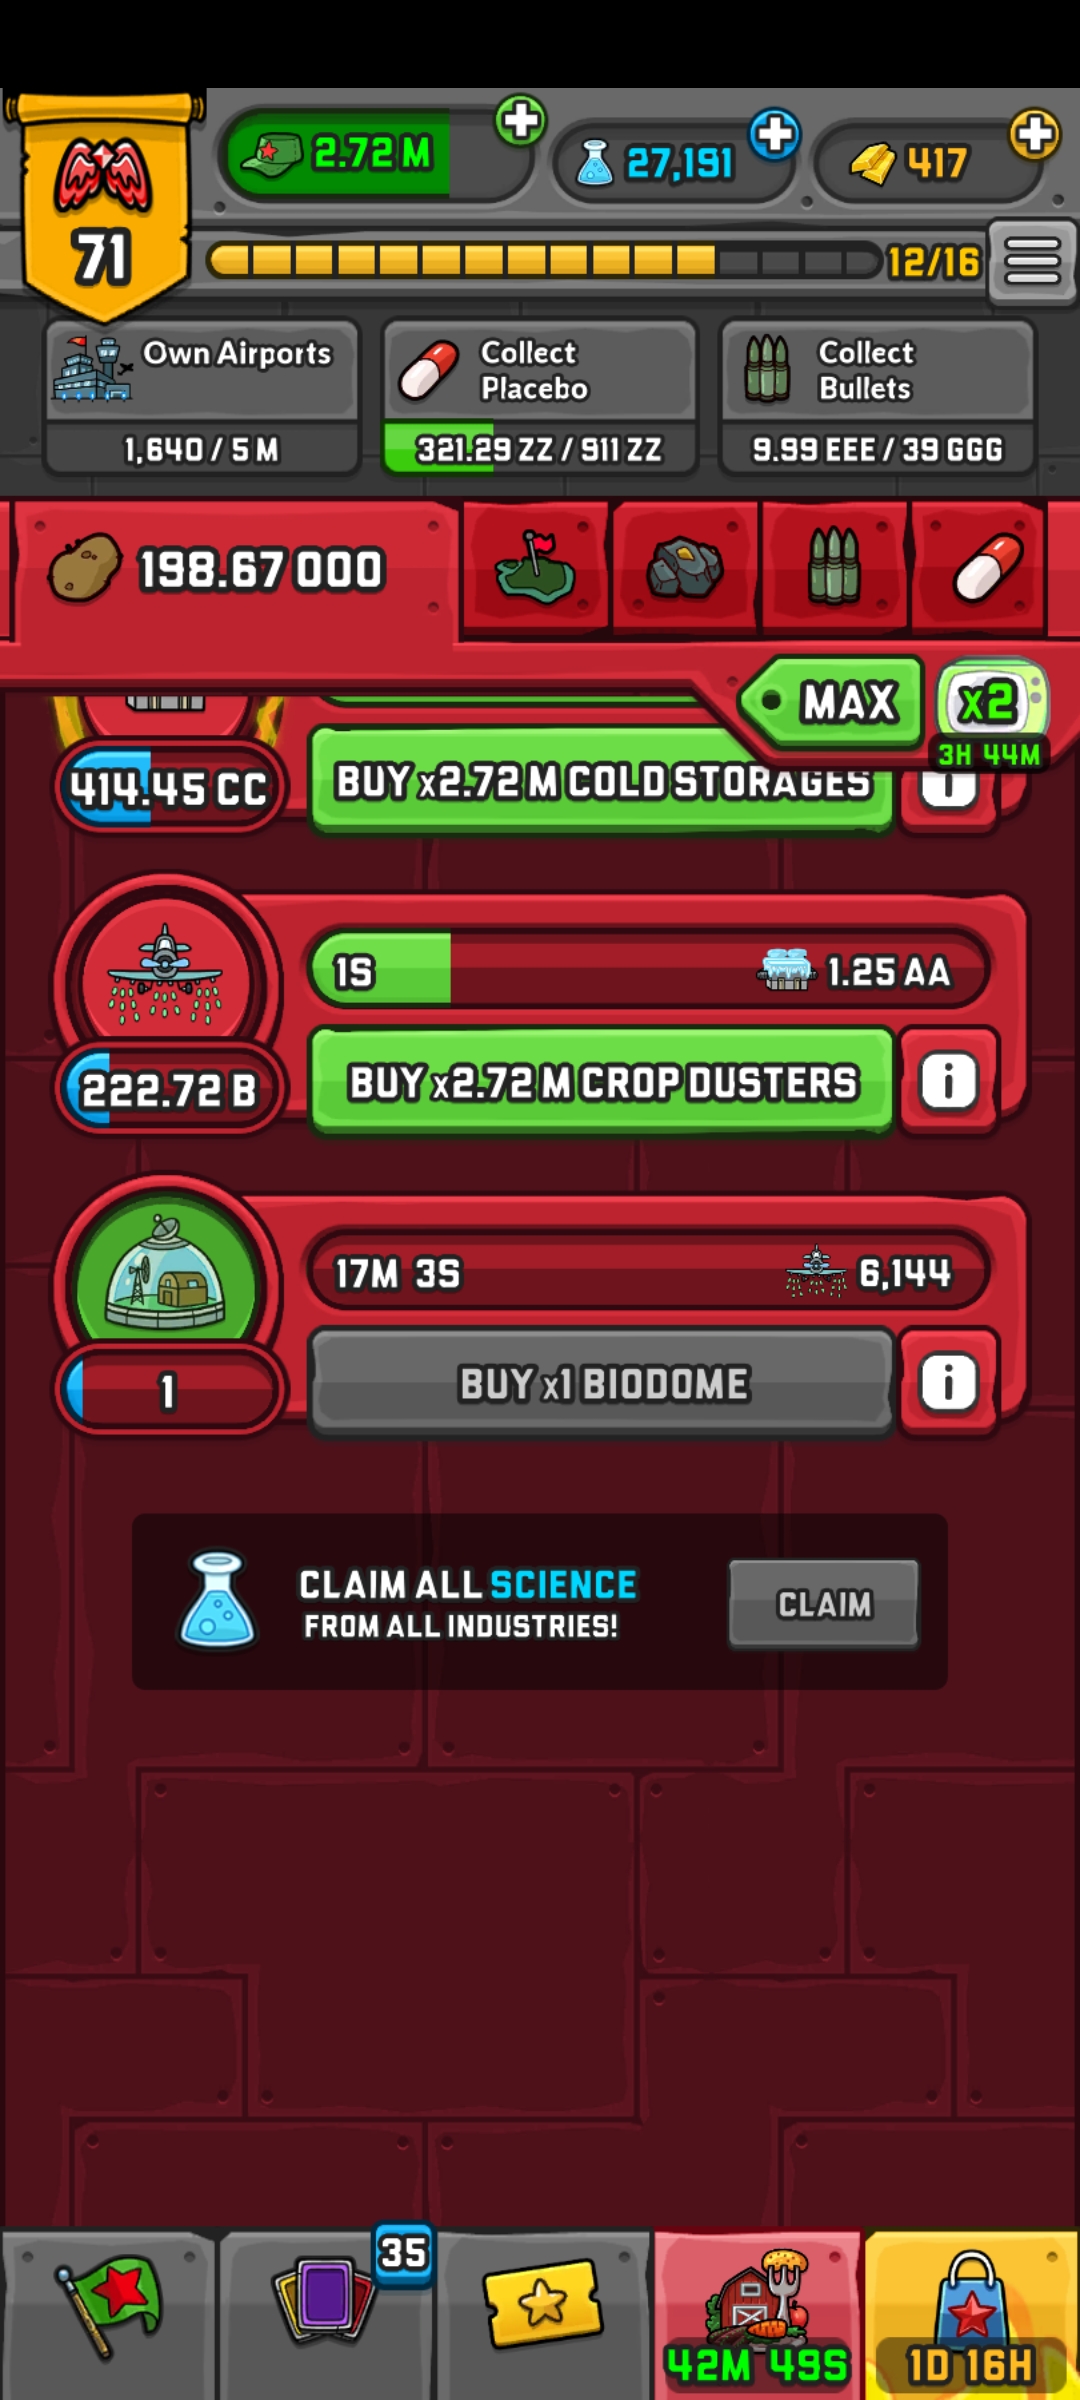 2.72 M
27,191
417
71
12/16
Own Airports
1,640 / 5 M
Collect
Placebo
321.29 ZZ / 911 ZZ
Collect
Bullets
9.99 EEE / 39 GGG
198.67 OOO
MAX
x2
3H 44M
414.45 CC
BUY x2.72 M COLD STORAGES
i
1S
1.25 AA
222.72 B
BUY x2.72 M CROP DUSTERS
i
17M 3S
6,144
1
BUY x1 BIODOME
i
CLAIM ALL SCIENCE
FROM ALL INDUSTRIES!
CLAIM
35
42M 49S
1D 16H